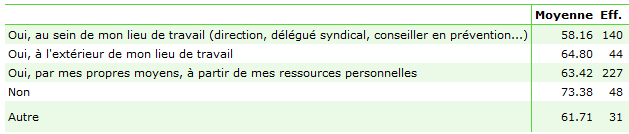 Moyenne Eff.
Oui, au sein de mon lieu de travail (direction, délégué syndical, conseiller en prévention...) 58.16 140
Oui, à l'extérieur de mon lieu de travail 64.80 44
Oui, par mes propres moyens, à partir de mes ressources personnelles 63.42 227
Non 73.38 48
Autre 61.71 31